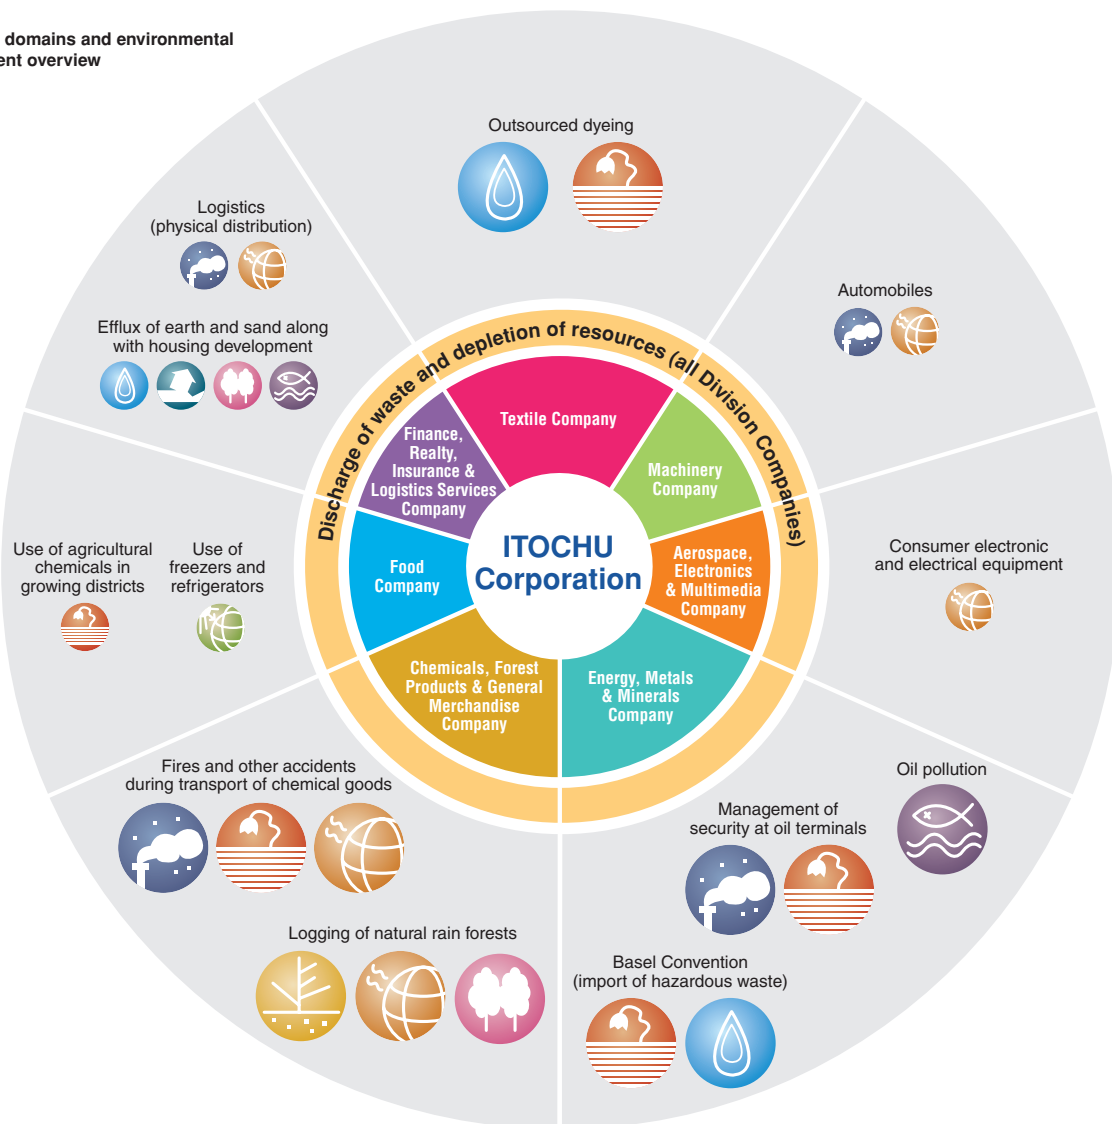 domains and environmental
ent overview
Outsourced dyeing
Logistics
(physical distribution)
Efflux of earth and sand along
with housing development
Automobiles
Discharge of waste and depletion of resources (all Division Companies)
Textile Company
Finance,
Realty,
Insurance &
Logistics Services
Company
Machinery
Company
ITOCHU
Corporation
Food
Company
Aerospace,
Electronics
& Multimedia
Company
Chemicals, Forest
Products & General
Merchandise
Company
Energy, Metals
& Minerals
Company
Use of agricultural
chemicals in
growing districts
Use of
freezers and
refrigerators
Consumer electronic
and electrical equipment
Fires and other accidents
during transport of chemical goods
Logging of natural rain forests
Oil pollution
Management of
security at oil terminals
Basel Convention
(import of hazardous waste)